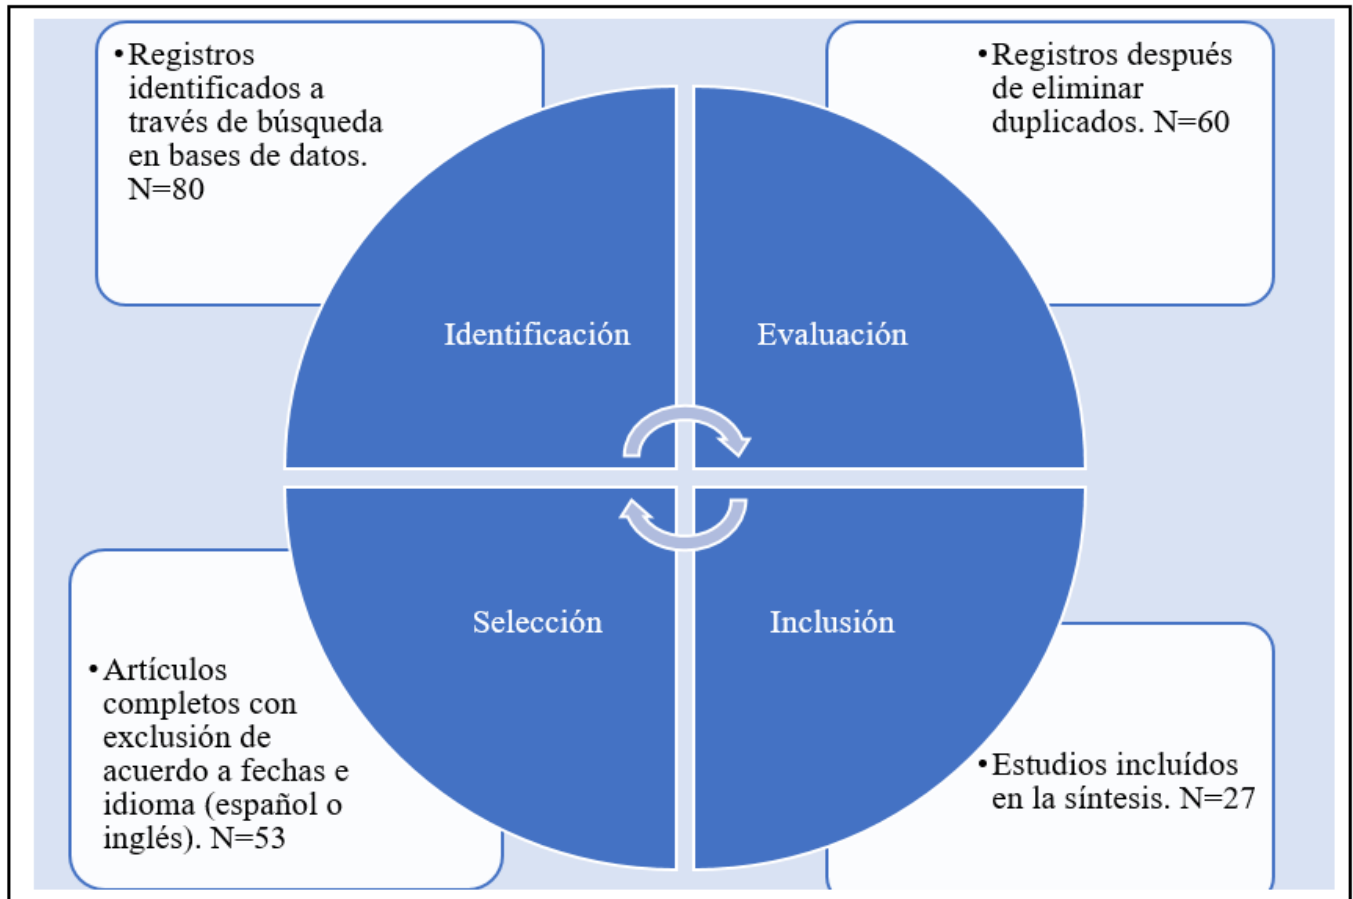 •Registros
identificados a
través de búsqueda
en bases de datos.
N=80
•Registros después
de eliminar
duplicados. N=60
Identificación
Evaluación
Selección
Inclusión
•Artículos
completos con
exclusión de
acuerdo a fechas e
idioma (español o
inglés). N=53
•Estudios incluídos
en la síntesis. N=27